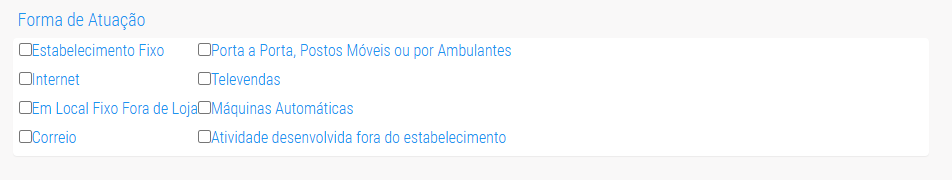 Forma de Atuação
Estabelecimento Fixo Porta a Porta, Postos Móveis ou por Ambulantes
Internet Televendas
Em Local Fixo Fora de Loja Máquinas Automáticas
Correio Atividade desenvolvida fora do estabelecimento